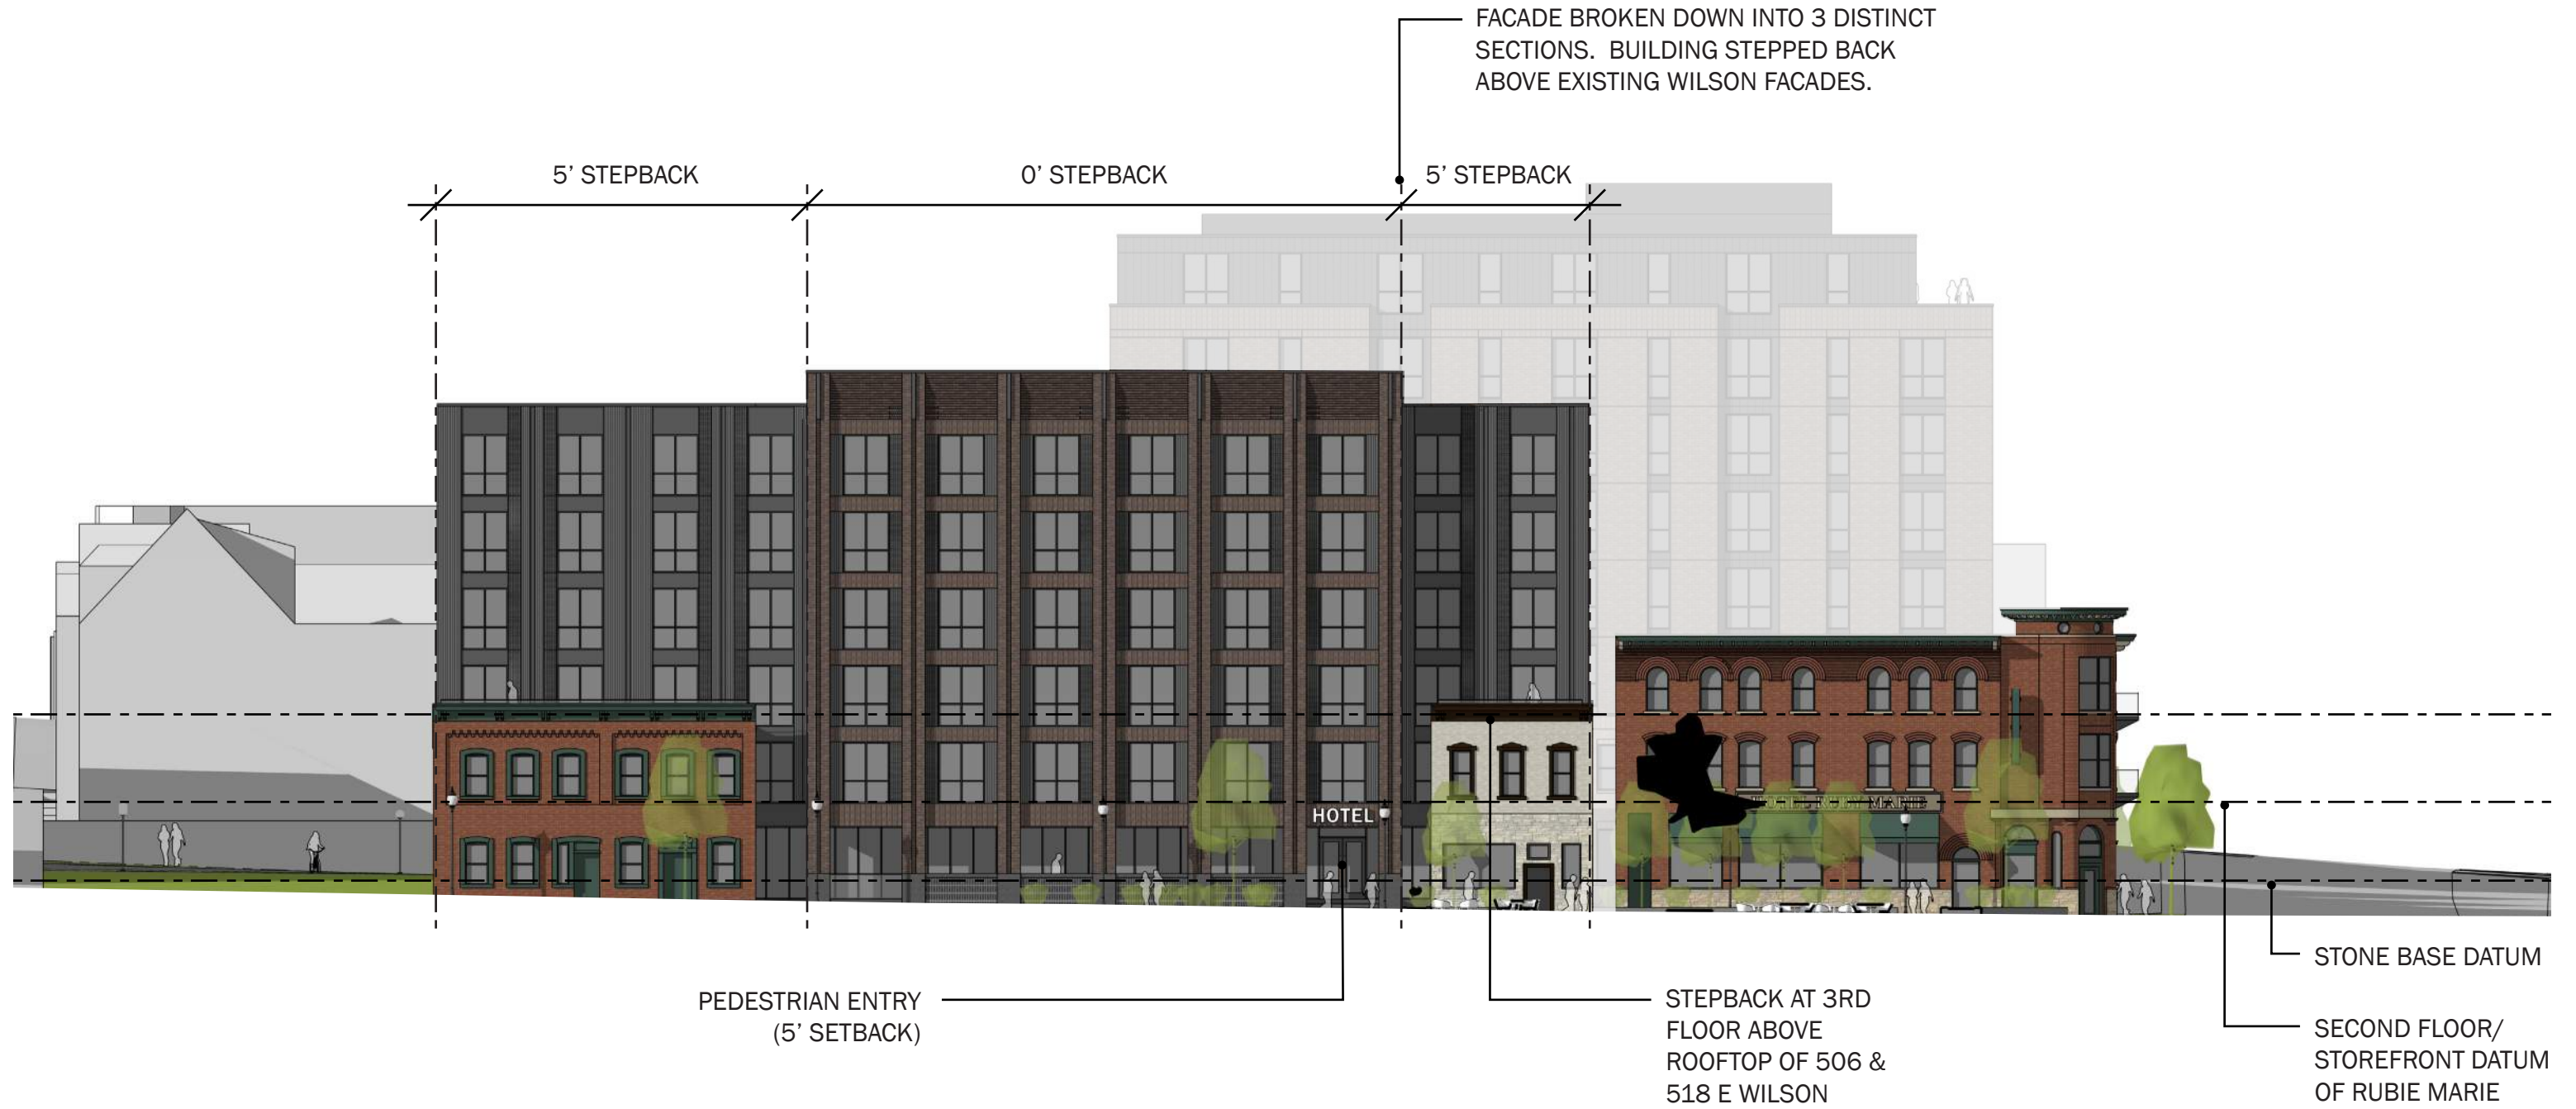 FACADE BROKEN DOWN INTO 3 DISTINCT
SECTIONS. BUILDING STEPPED BACK
ABOVE EXISTING WILSON FACADES.
5’ STEPBACK
0’ STEPBACK
5’ STEPBACK
HOTEL
PEDESTRIAN ENTRY
(5’ SETBACK)
STEPBACK AT 3RD
FLOOR ABOVE
ROOFTOP OF 506 &
518 E WILSON
STONE BASE DATUM
SECOND FLOOR/
STOREFRONT DATUM
OF RUBIE MARIE